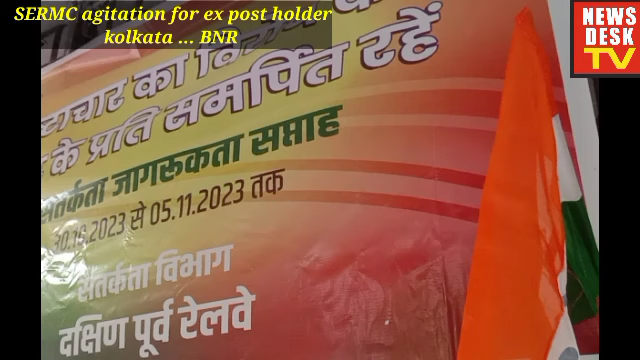 SERMC agitation for ex post holder
kolkata ... BNR
NEWS
DESK
TV
का
के प्रति समर्पित रहें
सतर्कता जागरूकता सप्ताह
30.10.2023 से 05.11.2023 तक
सतर्कता विभाग
दक्षिण पूर्व रेलवे